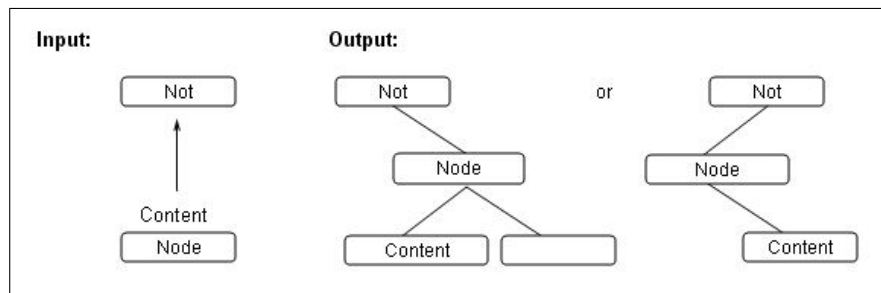 Input:
Output:
Not
Not
or
Not
Node
Node
Content
Node
Content
Content